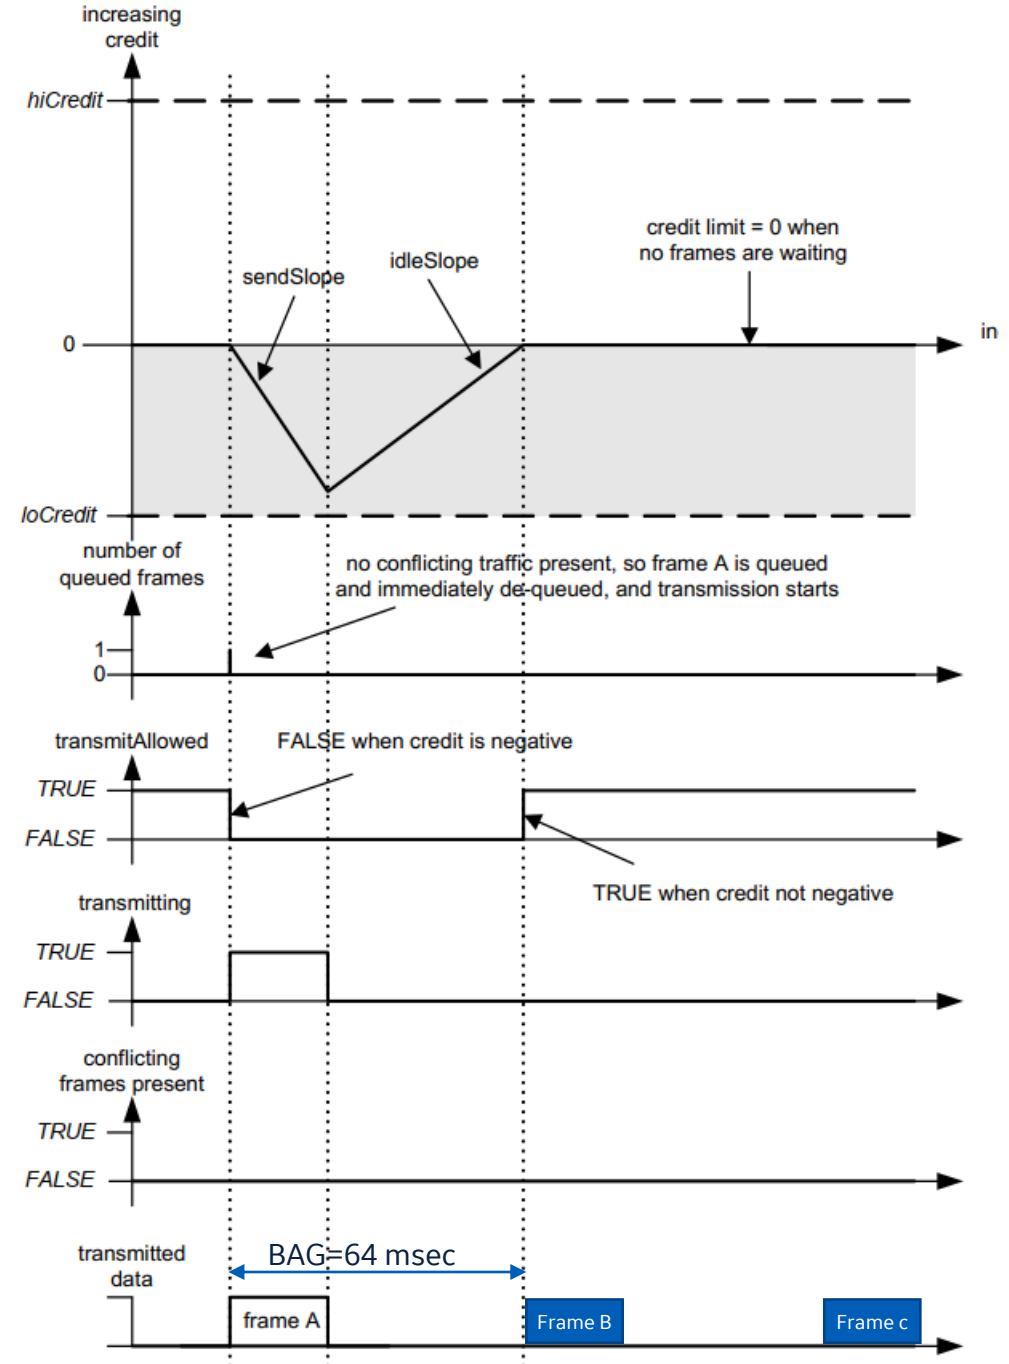 increasing
credit
hiCredit
credit limit = 0 when
no frames are waiting
idleSlope
sendSlope
0
in
loCredit
number of
queued frames
no conflicting traffic present, so frame A is queued
and immediately de-queued, and transmission starts
1
0
transmitAllowed
FALSE when credit is negative
TRUE
FALSE
TRUE when credit not negative
transmitting
TRUE
FALSE
conflicting
frames present
TRUE
FALSE
transmitted
data
BAG=64 msec
frame A
Frame B
Frame c